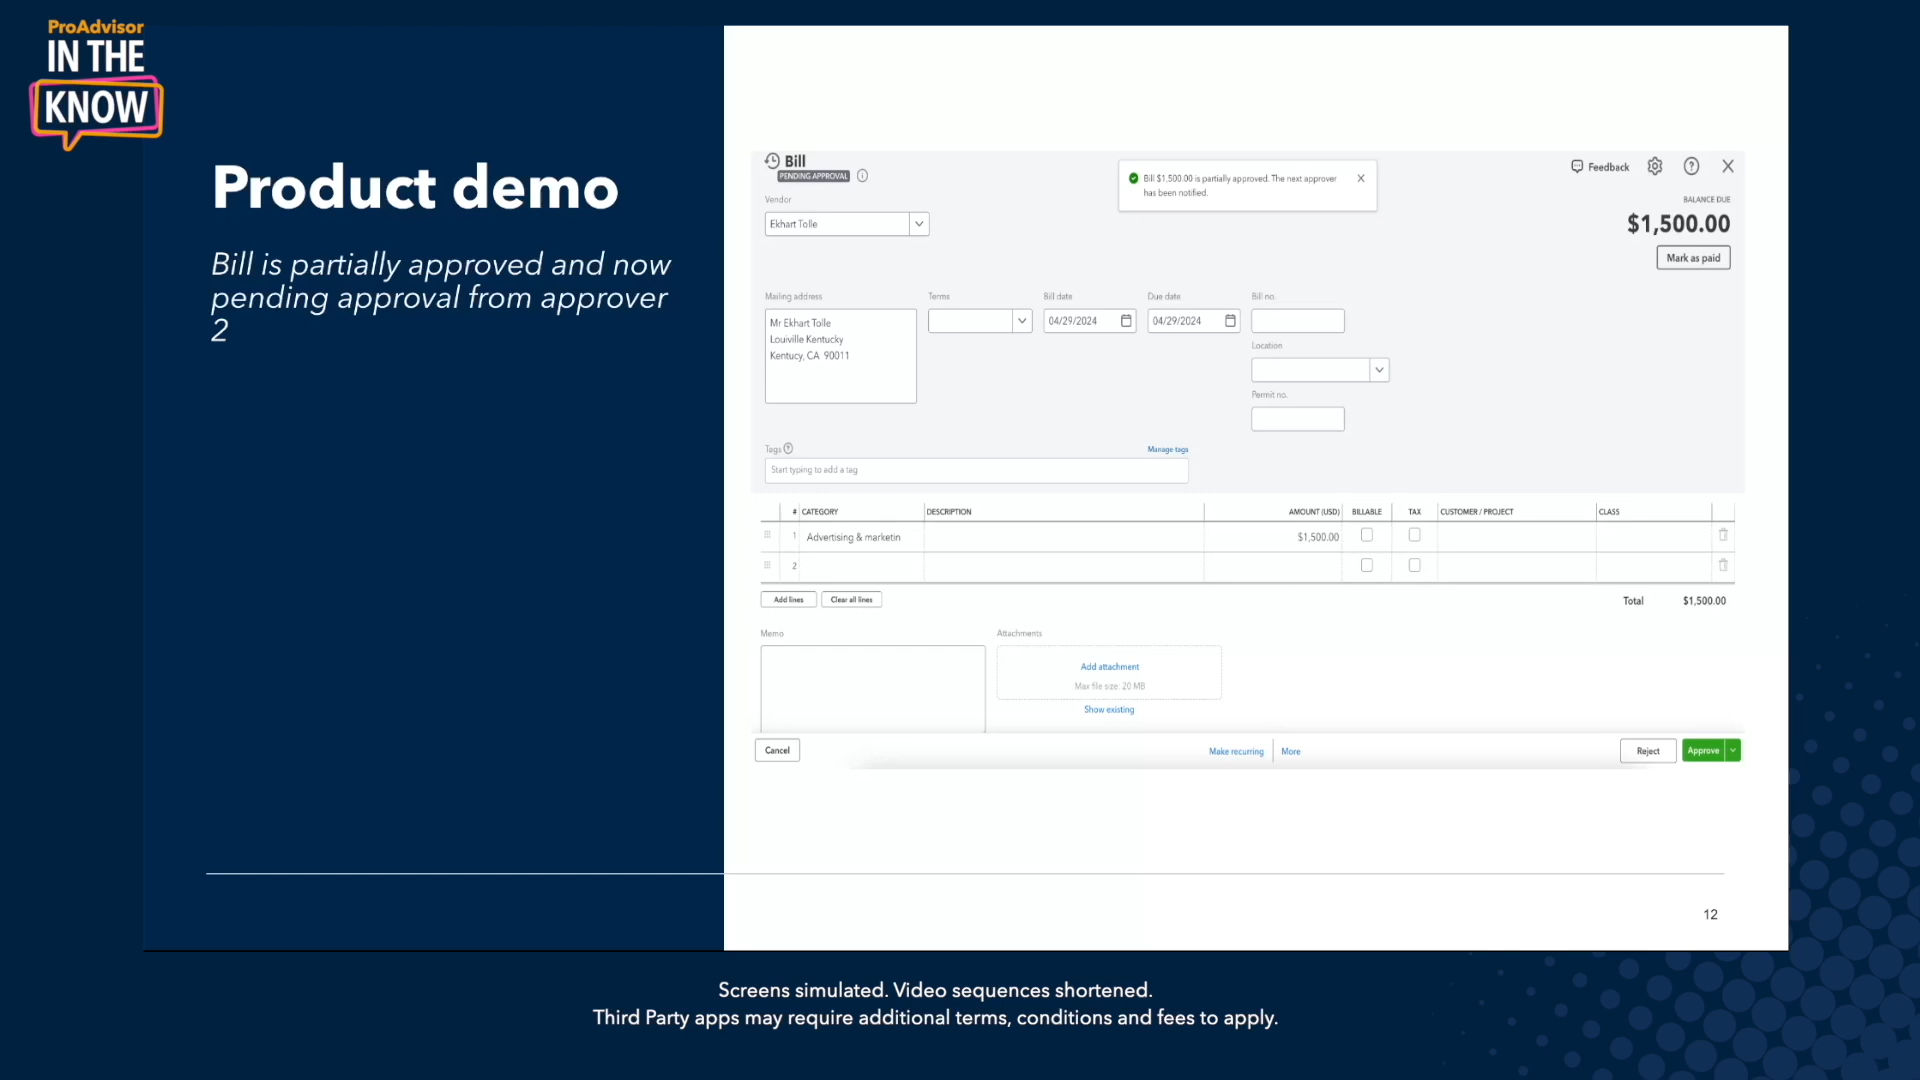 ProAdvisor
IN THE
KNOW
Product demo
Bill is partially approved and now
pending approval from approver
2
Bill
PENDING APPROVAL
Bill $1,500.00 is partially approved. The next approver
has been notified.
Feedback
Vendor
Ekhart Tolle
BALANCE DUE
$1,500.00
Mark as paid
Mailing address
Terms
Bill date
Due date
Bill no.
Mr Ekhart Tolle
Louiville Kentucky
Kentucy, CA 90011
04/29/2024
04/29/2024
Location
Permit no.
Tags
Manage tags
Start typing to add a tag
# CATEGORY DESCRIPTION AMOUNT (USD) BILLABLE TAX CUSTOMER / PROJECT CLASS
1 Advertising & marketin $1,500.00
2
Add lines Clear all lines
Total $1,500.00
Memo
Attachments
Add attachment
Max file size: 20 MB
Show existing
Cancel
Make recurring
More
Reject
Approve
12
Screens simulated. Video sequences shortened.
Third Party apps may require additional terms, conditions and fees to apply.